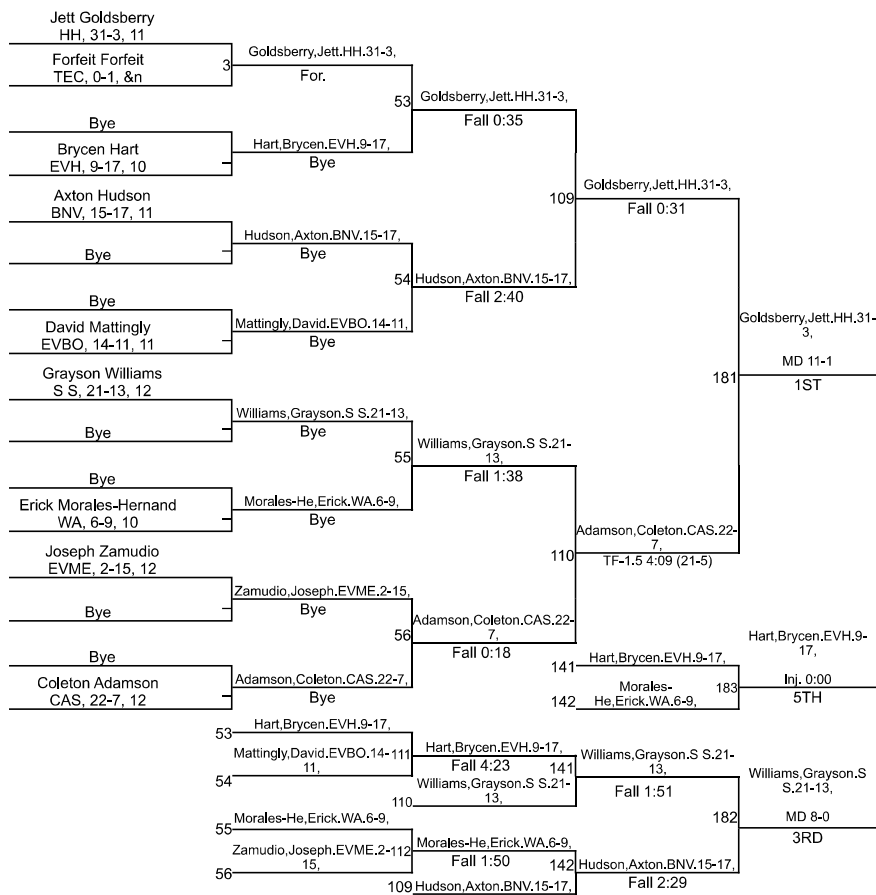 Jett Goldsberry
HH, 31-3, 11
Forfeit Forfeit
TEC, 0-1, &n
3
Goldsberry,Jett.HH.31-3,
For.
Bye
Brycen Hart
EVH, 9-17, 10
Hart,Brycen.EVH.9-17,
Bye
53
Goldsberry,Jett.HH.31-3,
Fall 0:35
Axton Hudson
BNV, 15-17, 11
Bye
Hudson,Axton.BNV.15-17,
Bye
Bye
David Mattingly
EVBO, 14-11, 11
Mattingly,David.EVBO.14-11,
Bye
54
Hudson,Axton.BNV.15-17,
Fall 2:40
109
Goldsberry,Jett.HH.31-3,
Fall 0:31
Grayson Williams
S S, 21-13, 12
Bye
Williams,Grayson.S S.21-13,
Bye
Bye
Erick Morales-Hernand
WA, 6-9, 10
Morales-He,Erick.WA.6-9,
Bye
55
Williams,Grayson.S S.21-
13,
Fall 1:38
Joseph Zamudio
EVME, 2-15, 12
Bye
Zamudio,Joseph.EVME.2-15,
Bye
Bye
Coleton Adamson
CAS, 22-7, 12
Adamson,Coleton.CAS.22-7,
Bye
56
Adamson,Coleton.CAS.22-
7,
Fall 0:18
110
Adamson,Coleton.CAS.22-
7,
TF-1.5 4:09 (21-5)
181
Goldsberry,Jett.HH.31-
3,
MD 11-1
1ST
141
Hart,Brycen.EVH.9-17,
142
Morales-
He,Erick.WA.6-9,
183
Hart,Brycen.EVH.9-
17,
Inj. 0:00
5TH
53
Hart,Brycen.EVH.9-17,
54
Mattingly,David.EVBO.14-
11,
111
Hart,Brycen.EVH.9-17,
Fall 4:23
110
Williams,Grayson.S S.21-
13,
141
Williams,Grayson.S S.21-
13,
Fall 1:51
55
Morales-He,Erick.WA.6-9,
56
Zamudio,Joseph.EVME.2-
15,
112
Morales-He,Erick.WA.6-9,
Fall 1:50
109
Hudson,Axton.BNV.15-17,
142
Hudson,Axton.BNV.15-17,
Fall 2:29
182
Williams,Grayson.S
S.21-13,
MD 8-0
3RD